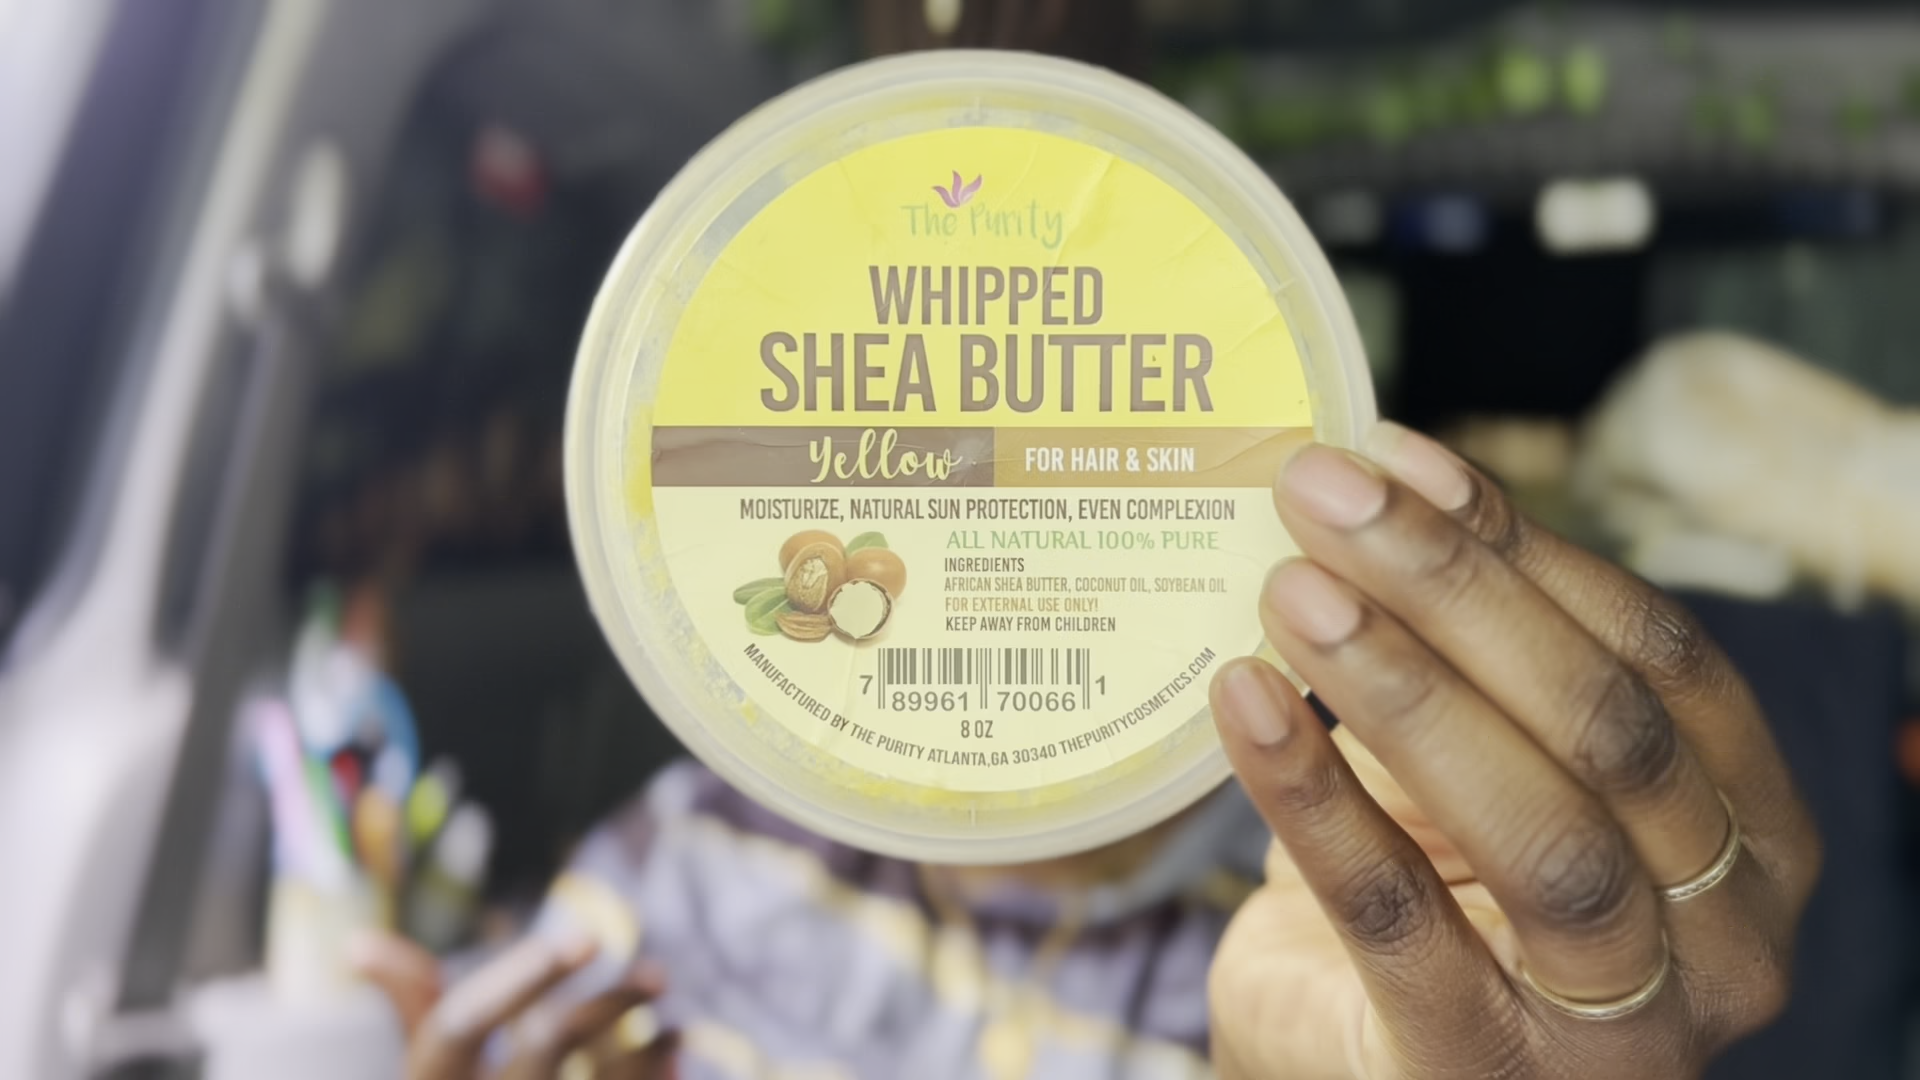 The Purity
WHIPPED
SHEA BUTTER
Yellow
FOR HAIR & SKIN
MOISTURIZE, NATURAL SUN PROTECTION, EVEN COMPLEXION
ALL NATURAL 100% PURE
INGREDIENTS
AFRICAN SHEA BUTTER, COCONUT OIL, SOYBEAN OIL
FOR EXTERNAL USE ONLY!
KEEP AWAY FROM CHILDREN
7 89961 70066 1
8 OZ
MANUFACTURED BY THE PURITY ATLANTA,GA 30340 THEPURITYCOSMETICS.COM